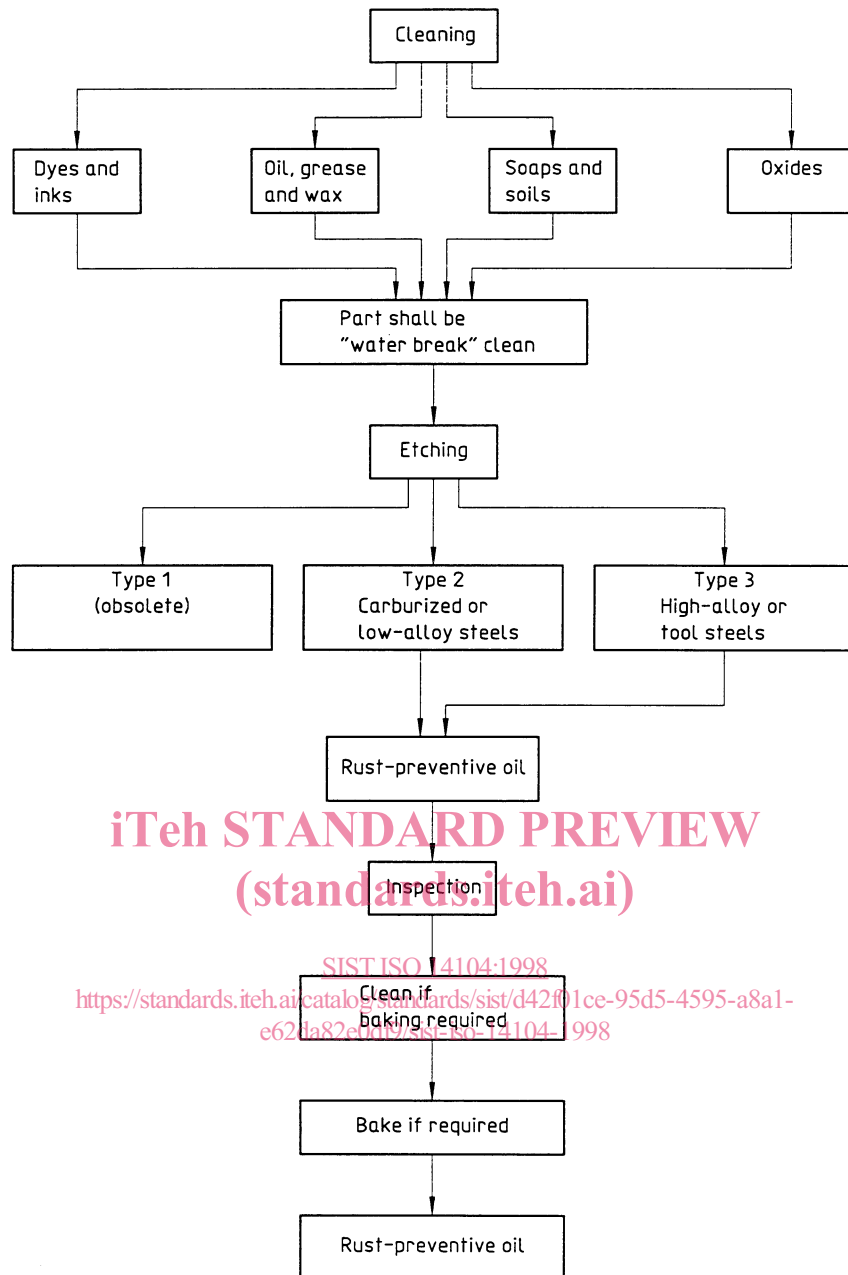 Cleaning
Dyes and
inks
Oil, grease
and wax
Soaps and
soils
Oxides
Part shall be
"water break" clean
Etching
Type 1
(obsolete)
Type 2
Carburized or
low-alloy steels
Type 3
High-alloy or
tool steels
Rust-preventive oil
iTeh STANDARD PREVIEW
(standards.iteh.ai)
Inspection
SIST ISO 14104:1998
https://standards.iteh.ai/catalog/standards/sist/d42f01ce-95d5-4595-a8a1-
e62da82e0df9/sist-iso-14104-1998
Clean if
baking required
Bake if required
Rust-preventive oil